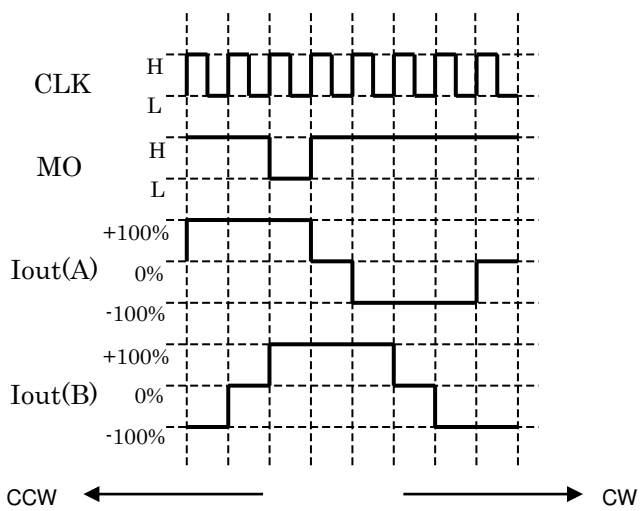 CLK
H
L
MO
H
L
Iout(A)
+100%
0%
-100%
Iout(B)
+100%
0%
-100%
CCW CW